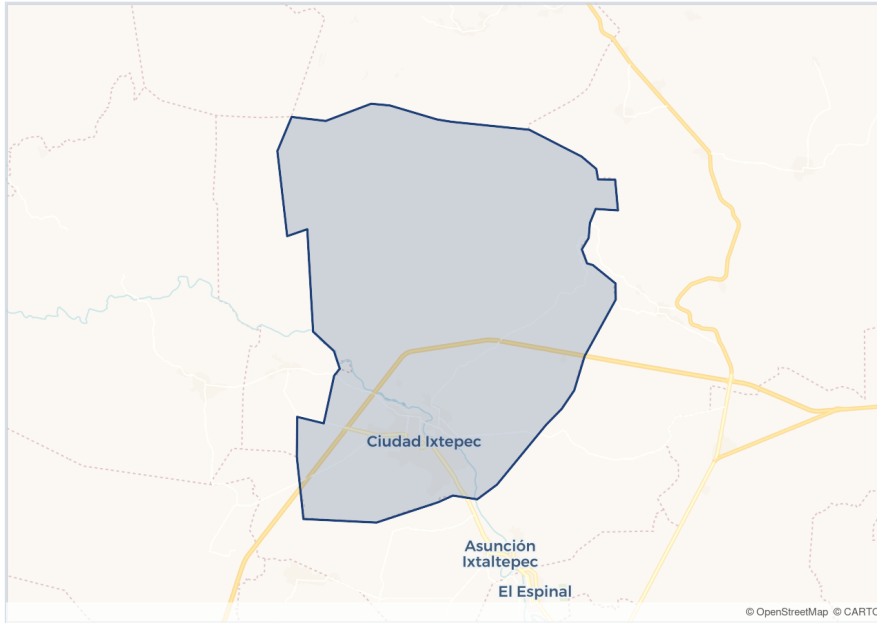 Ciudad Ixtepec
Asunción
Ixtaltepec
El Espinal
© OpenStreetMap © CARTO